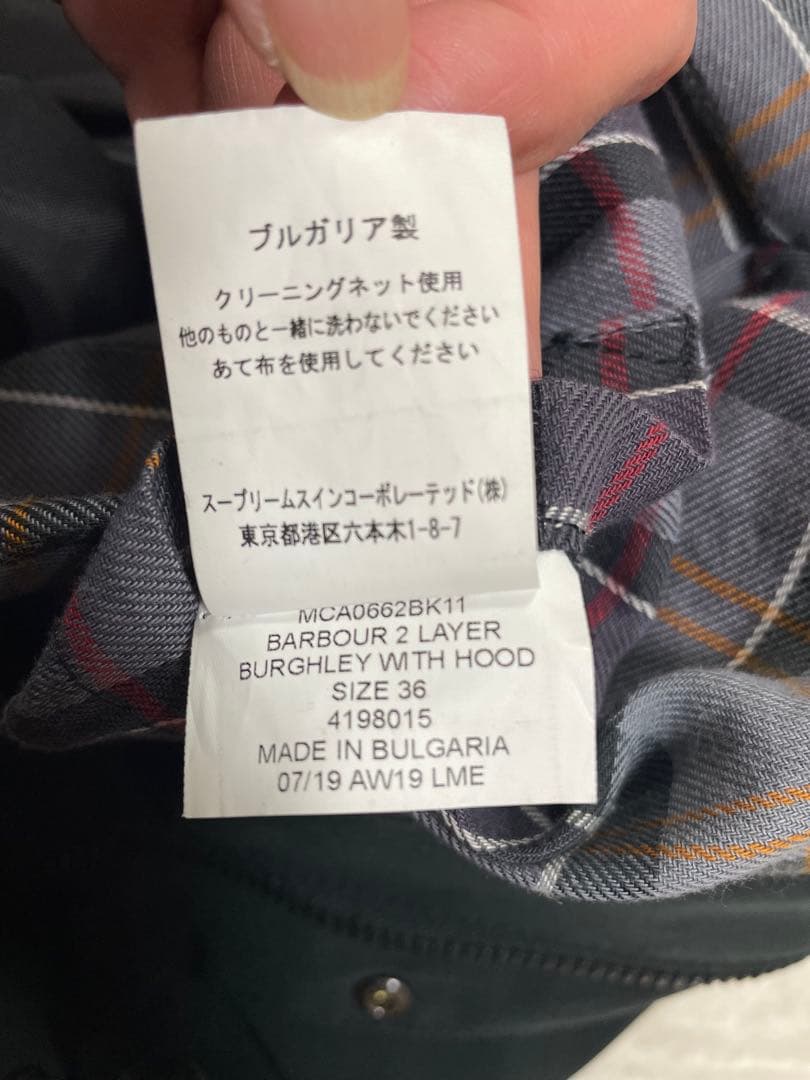 ブルガリア製
クリーニングネット使用
他のものと一緒に洗わないでください
あて布を使用してください
スープリームスインコーポレーテッド(株)
東京都港区六本木1-8-7
MCA0662BK11
BARBOUR 2 LAYER
BURGHLEY WITH HOOD
SIZE 36
4198015
MADE IN BULGARIA
07/19 AW19 LME